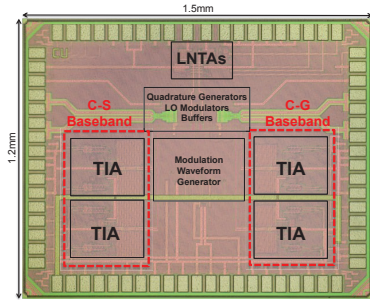 1.5mm
1.2mm
LNTAs
Quadrature Generators
LO Modulators
Buffers
C-S
Baseband
C-G
Baseband
TIA
Modulation
Waveform
Generator
TIA
TIA
TIA